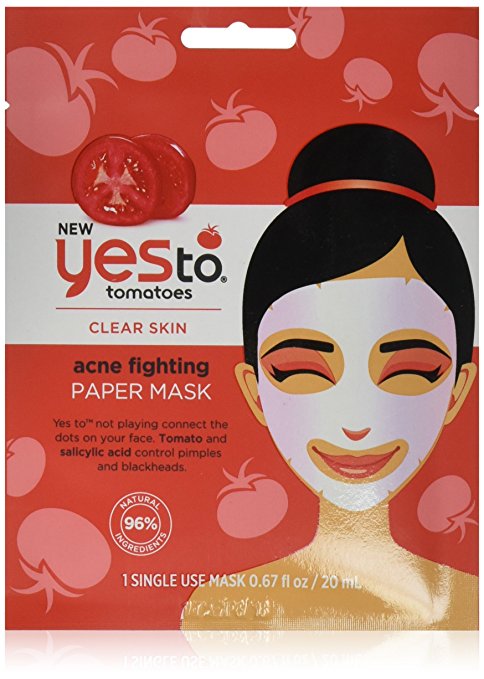 NEW
yes to®
tomatoes
CLEAR SKIN
acne fighting
PAPER MASK
Yes to™ not playing connect the
dots on your face. Tomato and
salicylic acid control pimples
and blackheads.
NATURAL
96%
INGREDIENTS
1 SINGLE USE MASK 0.67 fl oz / 20 mL